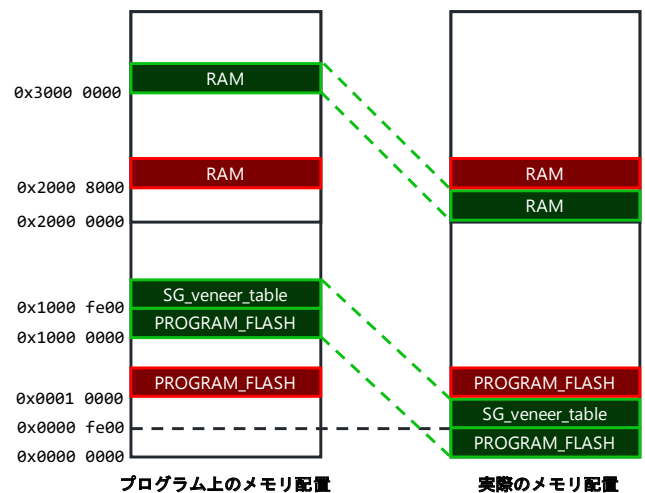 RAM
0x3000 0000
RAM
0x2000 8000
0x2000 0000
SG_veneer_table
0x1000 fe00
PROGRAM_FLASH
0x1000 0000
PROGRAM_FLASH
0x0001 0000
0x0000 fe00
0x0000 0000
プログラム上のメモリ配置
RAM
RAM
PROGRAM_FLASH
SG_veneer_table
PROGRAM_FLASH
実際のメモリ配置